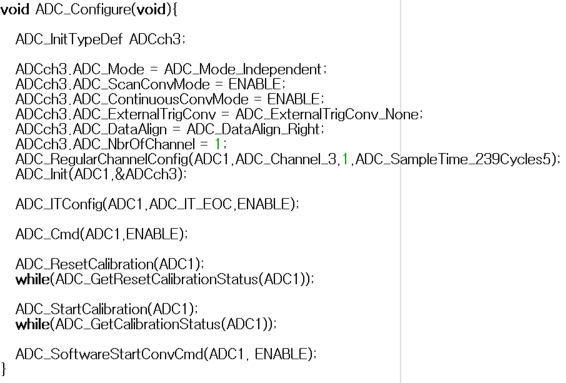 void ADC_Configure(void){
ADC_InitTypeDef ADCch3;
ADCch3.ADC_Mode = ADC_Mode_Independent;
ADCch3.ADC_ScanConvMode = ENABLE;
ADCch3.ADC_ContinuousConvMode = ENABLE;
ADCch3.ADC_ExternalTrigConv = ADC_ExternalTrigConv_None;
ADCch3.ADC_DataAlign = ADC_DataAlign_Right;
ADCch3.ADC_NbrOfChannel = 1;
ADC_RegularChannelConfig(ADC1,ADC_Channel_3,1,ADC_SampleTime_239Cycles5);
ADC_Init(ADC1,&ADCch3);
ADC_ITConfig(ADC1,ADC_IT_EOC,ENABLE);
ADC_Cmd(ADC1,ENABLE);
ADC_ResetCalibration(ADC1);
while(ADC_GetResetCalibrationStatus(ADC1));
ADC_StartCalibration(ADC1);
while(ADC_GetCalibrationStatus(ADC1));
ADC_SoftwareStartConvCmd(ADC1, ENABLE);
}